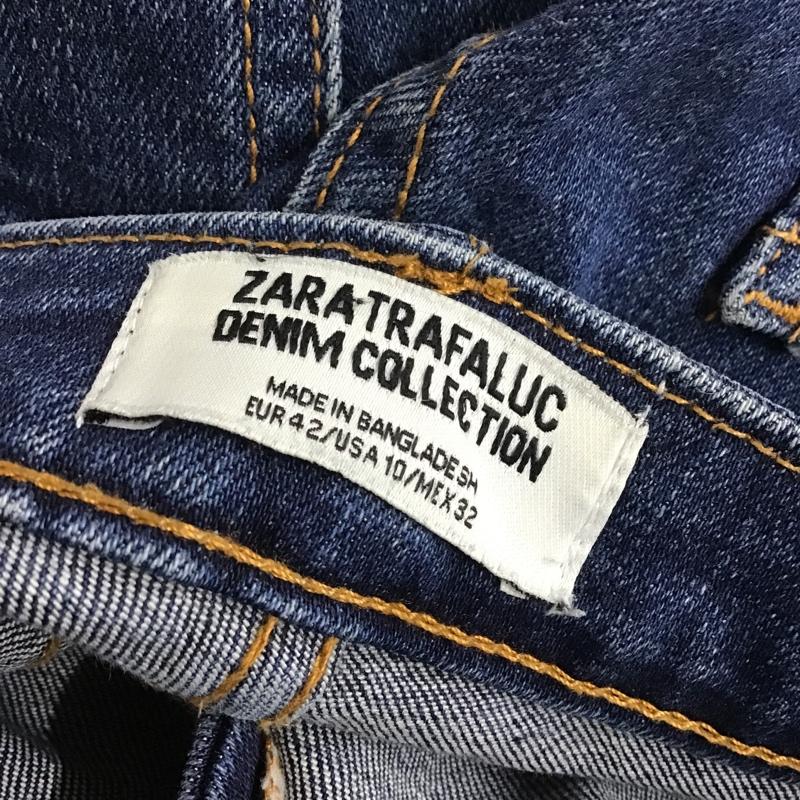 ZARA TRAFALUC
DENIM COLLECTION
MADE IN BANGLADESH
EUR 42/USA 10/MEX 32